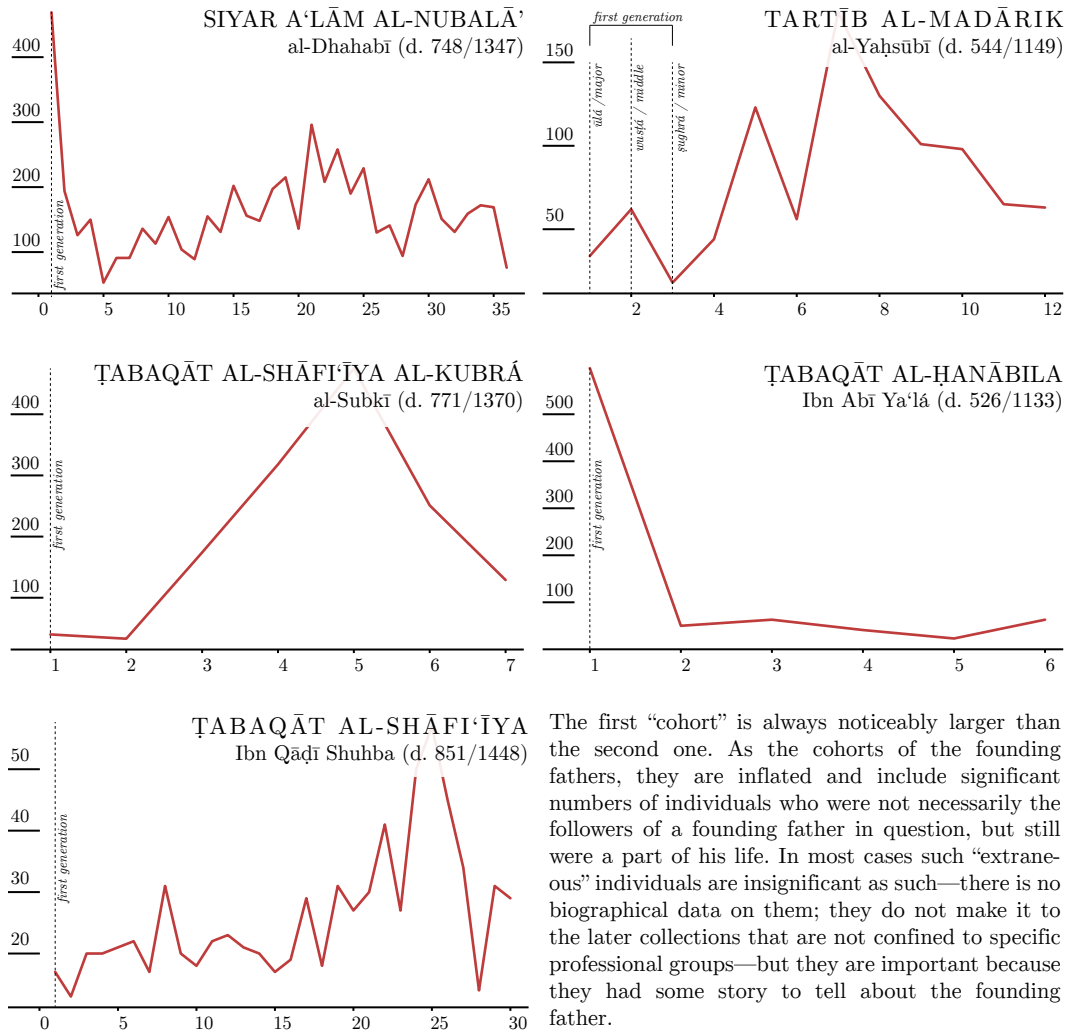 SIYAR A‘LĀM AL-NUBALĀ’
al-Dhahabī (d. 748/1347)
400
300
200
100
first generation
0 5 10 15 20 25 30 35
first generation
TARTĪB AL-MADĀRIK
al-Yaḥsūbī (d. 544/1149)
150
100
50
ūlá /major
wusṭá / middle
ṣughrá / minor
2 4 6 8 10 12
ṬABAQĀT AL-SHĀFI‘ĪYA AL-KUBRÁ
al-Subkī (d. 771/1370)
400
300
200
100
first generation
1 2 3 4 5 6 7
ṬABAQĀT AL-ḤANĀBILA
Ibn Abī Ya‘lá (d. 526/1133)
500
400
300
200
100
first generation
1 2 3 4 5 6
ṬABAQĀT AL-SHĀFI‘ĪYA
Ibn Qāḍī Shuhba (d. 851/1448)
50
40
30
20
first generation
0 5 10 15 20 25 30
The first “cohort” is always noticeably larger than
the second one. As the cohorts of the founding
fathers, they are inflated and include significant
numbers of individuals who were not necessarily the
followers of a founding father in question, but still
were a part of his life. In most cases such “extrane-
ous” individuals are insignificant as such—there is no
biographical data on them; they do not make it to
the later collections that are not confined to specific
professional groups—but they are important because
they had some story to tell about the founding
father.